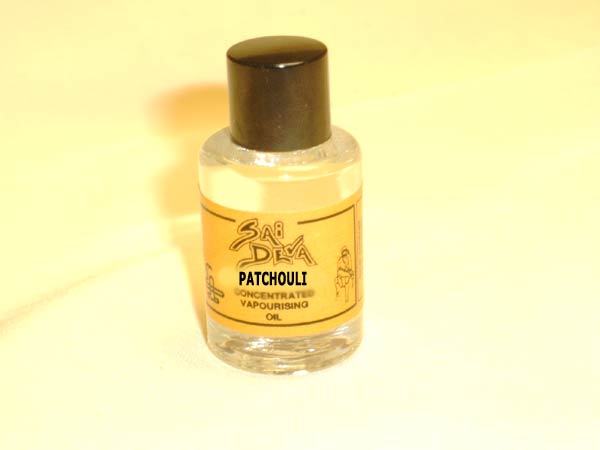 SAI
DEVA
PATCHOULI
CONCENTRATED
VAPOURISING
OIL